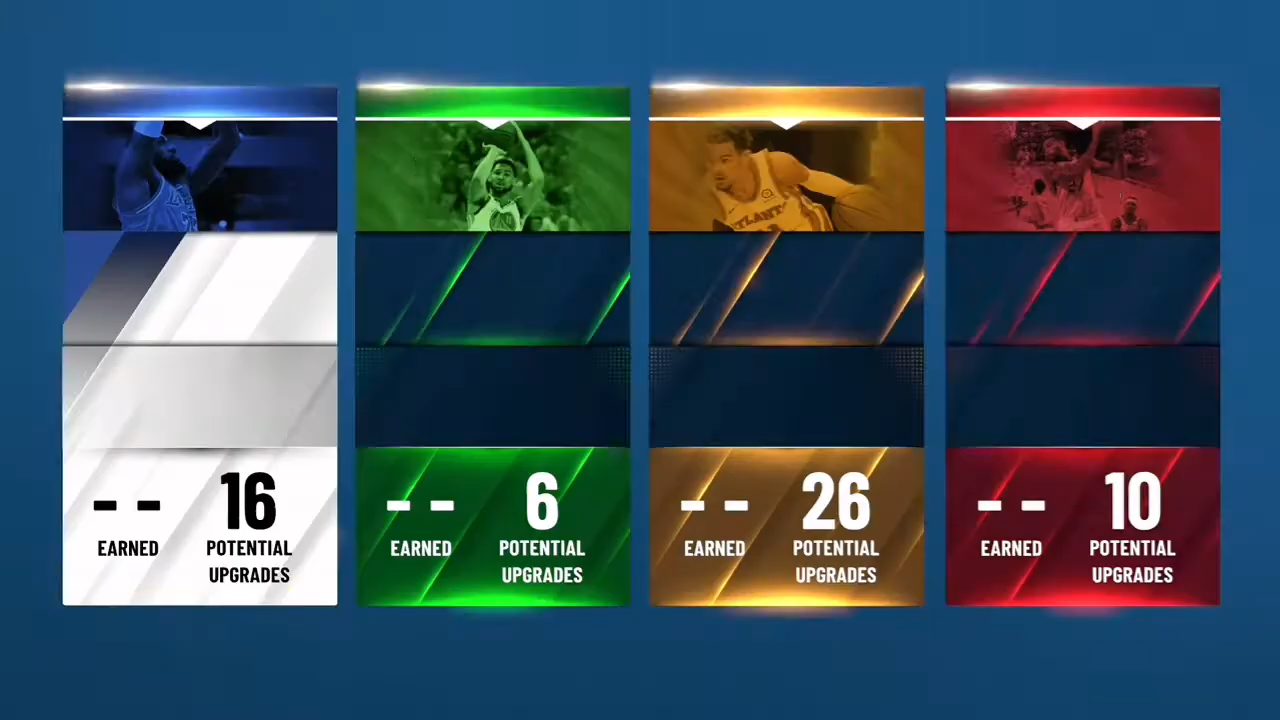 ATLANTA
-- 16
EARNED POTENTIAL
UPGRADES
-- 6
EARNED POTENTIAL
UPGRADES
-- 26
EARNED POTENTIAL
UPGRADES
-- 10
EARNED POTENTIAL
UPGRADES